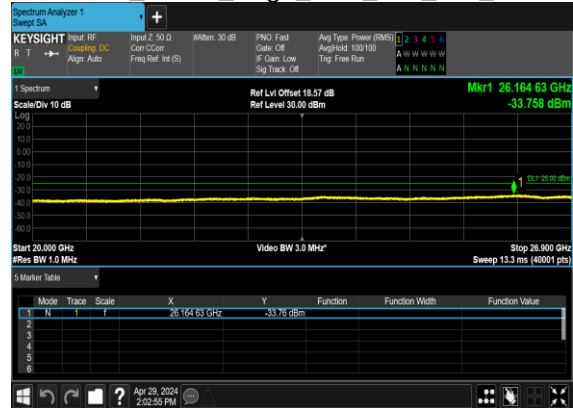 Spectrum Analyzer 1
Swept SA
+
KEYSIGHT Input: RF Input Z: 50 Ω #Atten: 30 dB PNO: Fast Avg Type: Power (RMS) 1 2 3 4 5 6
R T Coupling: DC Corr CCorr Gate: Off Avg|Hold: 100/100 A W W W W W
Align: Auto Freq Ref: Int (S) IF Gain: Low Trig: Free Run
LXI Sig Track: Off A N N N N N
1 Spectrum Ref Lvl Offset 18.57 dB Mkr1 26.164 63 GHz
Scale/Div 10 dB Ref Level 30.00 dBm -33.758 dBm
Log
20.0
10.0
0.00
-10.0
-20.0
1 DL1 -25.00 dBm
-30.0
-40.0
-50.0
-60.0
Start 20.000 GHz Video BW 3.0 MHz* Stop 26.900 GHz
#Res BW 1.0 MHz Sweep 13.3 ms (40001 pts)
5 Marker Table
Mode Trace Scale X Y Function Function Width Function Value
1 N 1 f 26.164 63 GHz -33.76 dBm
2
3
4
5
6
? Apr 29, 2024
2:02:55 PM